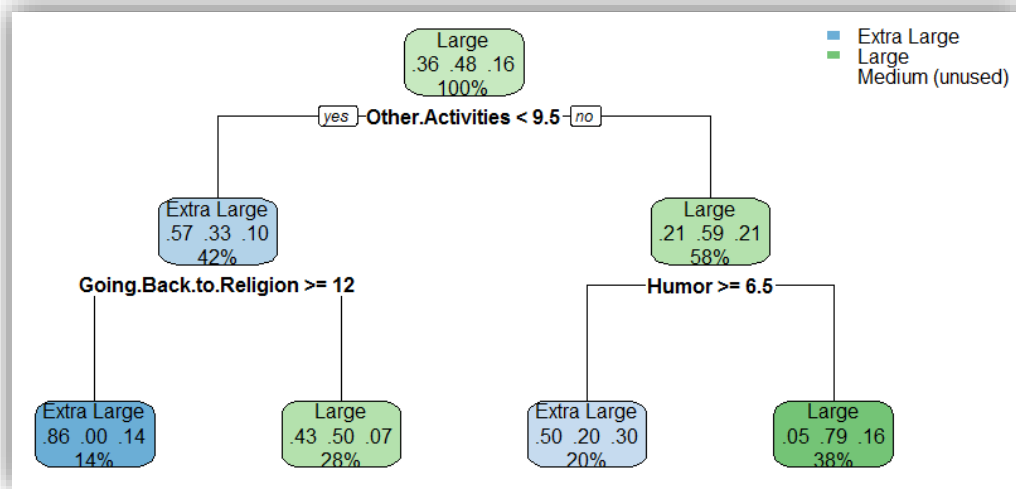 Large
.36 .48 .16
100%
Extra Large
Large
Medium (unused)
yes Other.Activities < 9.5 no
Extra Large
.57 .33 .10
42%
Large
.21 .59 .21
58%
Going.Back.to.Religion >= 12
Humor >= 6.5
Extra Large
.86 .00 .14
14%
Large
.43 .50 .07
28%
Extra Large
.50 .20 .30
20%
Large
.05 .79 .16
38%